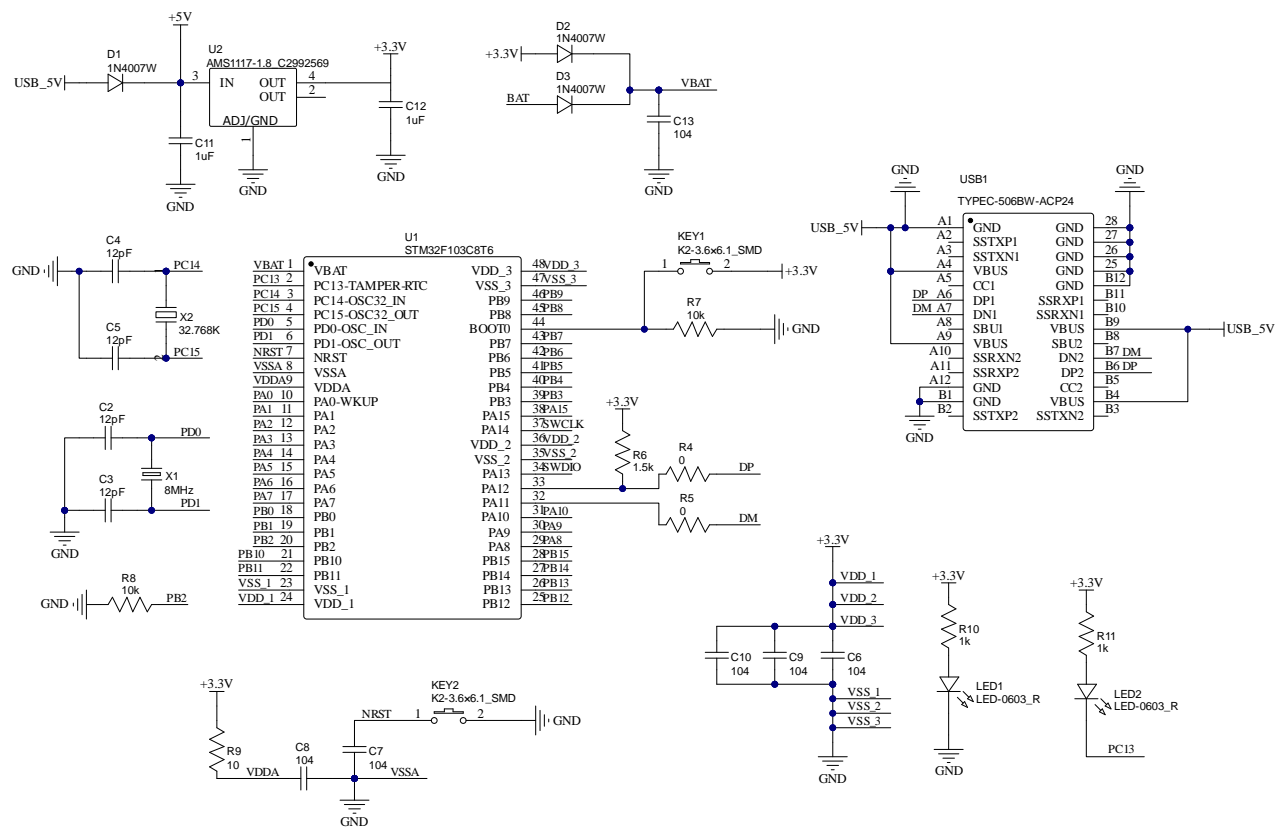 +5V
D1
1N4007W
USB_5V
3
U2
AMS1117-1.8_C2992569
IN
OUT
OUT
ADJ/GND
4
2
1
+3.3V
C11
1uF
C12
1uF
GND
GND
GND
D2
1N4007W
+3.3V
D3
1N4007W
BAT
VBAT
C13
104
GND
USB1
TYPEC-506BW-ACP24
GND
GND
USB_5V
USB_5V
A1 GND GND 28
A2 SSTXP1 GND 27
A3 SSTXN1 GND 26
A4 VBUS GND 25
A5 CC1 GND B12
DP A6 DP1 SSRXP1 B11
DM A7 DN1 SSRXN1 B10
A8 SBU1 VBUS B9
A9 VBUS SBU2 B8
A10 SSRXN2 DN2 B7 DM
A11 SSRXP2 DP2 B6 DP
A12 GND CC2 B5
B1 GND VBUS B4
B2 SSTXP2 SSTXN2 B3
GND
C4
12pF
GND
PC14
X2
32.768K
C5
12pF
PC15
2
C2
12pF
PD0
X1
8MHz
C3
12pF
PD1
GND
R8
10k
GND
PB2
U1
STM32F103C8T6
VBAT 1 VBAT VDD_3 48 VDD_3
PC13 2 PC13-TAMPER-RTC VSS_3 47 VSS_3
PC14 3 PC14-OSC32_IN PB9 46 PB9
PC15 4 PC15-OSC32_OUT PB8 45 PB8
PD0 5 PD0-OSC_IN BOOT0 44
PD1 6 PD1-OSC_OUT PB7 43 PB7
NRST 7 NRST PB6 42 PB6
VSSA 8 VSSA PB5 41 PB5
VDDA 9 VDDA PB4 40 PB4
PA0 10 PA0-WKUP PB3 39 PB3
PA1 11 PA1 PA15 38 PA15
PA2 12 PA2 PA14 37 SWCLK
PA3 13 PA3 VDD_2 36 VDD_2
PA4 14 PA4 VSS_2 35 VSS_2
PA5 15 PA5 PA13 34 SWDIO
PA6 16 PA6 PA12 33
PA7 17 PA7 PA11 32
PB0 18 PB0 PA10 31 PA10
PB1 19 PB1 PA9 30 PA9
PB2 20 PB2 PA8 29 PA8
PB10 21 PB10 PB15 28 PB15
PB11 22 PB11 PB14 27 PB14
VSS_1 23 VSS_1 PB13 26 PB13
VDD_1 24 VDD_1 PB12 25 PB12
KEY1
K2-3.6x6.1_SMD
1 2
+3.3V
R7
10k
GND
+3.3V
R6
1.5k
R4
0
DP
R5
0
DM
+3.3V
VDD_1
VDD_2
VDD_3
C10
104
C9
104
C6
104
VSS_1
VSS_2
VSS_3
GND
+3.3V
R10
1k
LED1
LED-0603_R
GND
+3.3V
R11
1k
LED2
LED-0603_R
PC13
+3.3V
R9
10
VDDA
C8
104
KEY2
K2-3.6x6.1_SMD
NRST
1 2
GND
C7
104
VSSA
GND